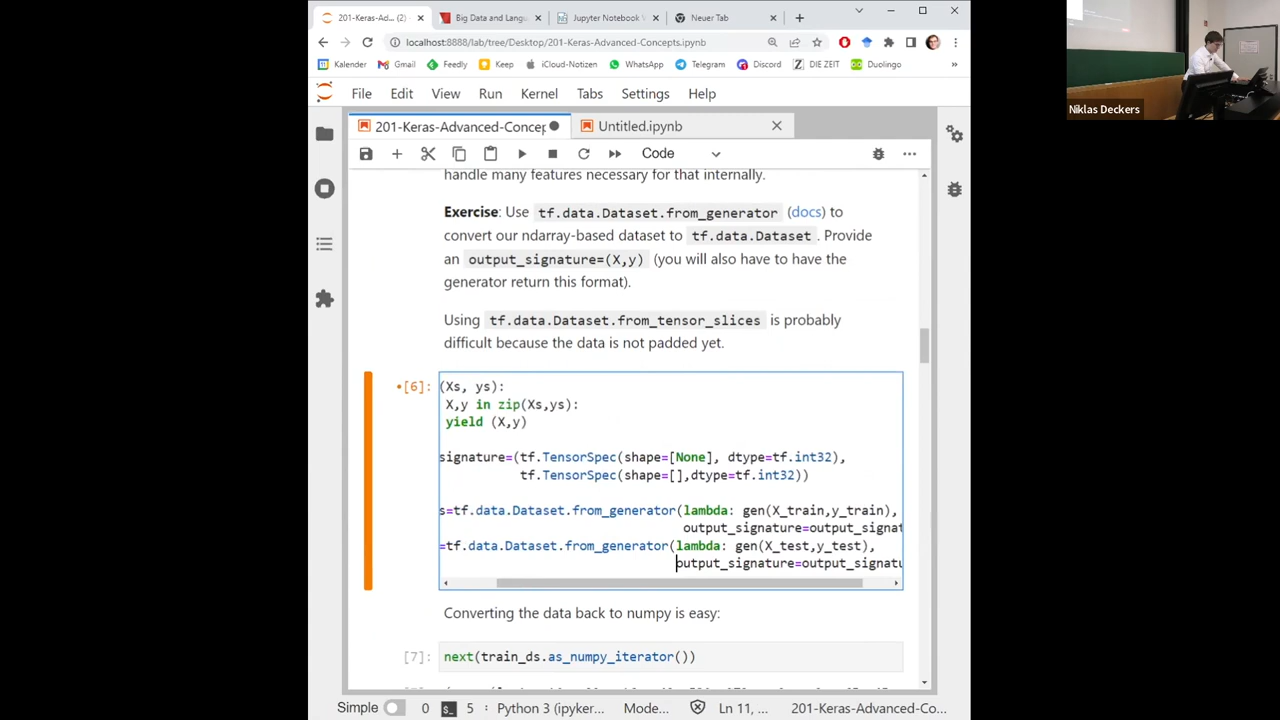 201-Keras-Ad... (2)
Big Data and Langu
Jupyter Notebook
Neuer Tab
localhost:8888/lab/tree/Desktop/201-Keras-Advanced-Concepts.ipynb
Kalender
Gmail
Feedly
Keep
iCloud-Notizen
WhatsApp
Telegram
Discord
DIE ZEIT
Duolingo
Niklas Deckers
File Edit View Run Kernel Tabs Settings Help
201-Keras-Advanced-Concep
Untitled.ipynb
Code
handle many features necessary for that internally.
Exercise: Use tf.data.Dataset.from_generator (docs) to
convert our ndarray-based dataset to tf.data.Dataset. Provide
an output_signature=(X,y) (you will also have to have the
generator return this format).
Using tf.data.Dataset.from_tensor_slices is probably
difficult because the data is not padded yet.
[6]:
(Xs, ys):
X,y in zip(Xs,ys):
yield (X,y)
signature=(tf.TensorSpec(shape=[None], dtype=tf.int32),
tf.TensorSpec(shape=[],dtype=tf.int32))
s=tf.data.Dataset.from_generator(lambda: gen(X_train,y_train),
output_signature=output_signat
=tf.data.Dataset.from_generator(lambda: gen(X_test,y_test),
output_signature=output_signatu
Converting the data back to numpy is easy:
[7]: next(train_ds.as_numpy_iterator())
Simple 0 5 Python 3 (ipyker... Mode... Ln 11, ... 201-Keras-Advanced-Co...